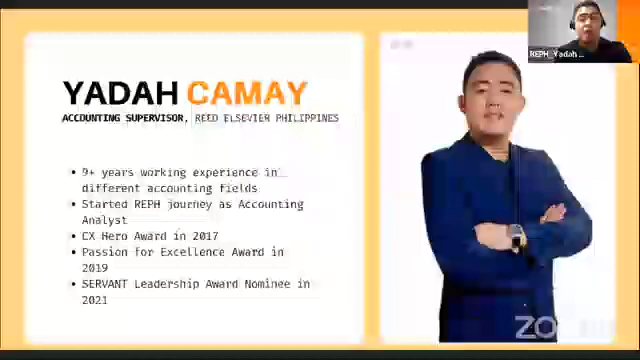 YADAH CAMAY
ACCOUNTING SUPERVISOR, REED ELSEVIER PHILIPPINES
• 9+ years working experience in
different accounting fields
• Started REPH journey as Accounting
Analyst
• CX Hero Award in 2017
• Passion for Excellence Award in
2019
• SERVANT Leadership Award Nominee in
2021
REPH_Yadah